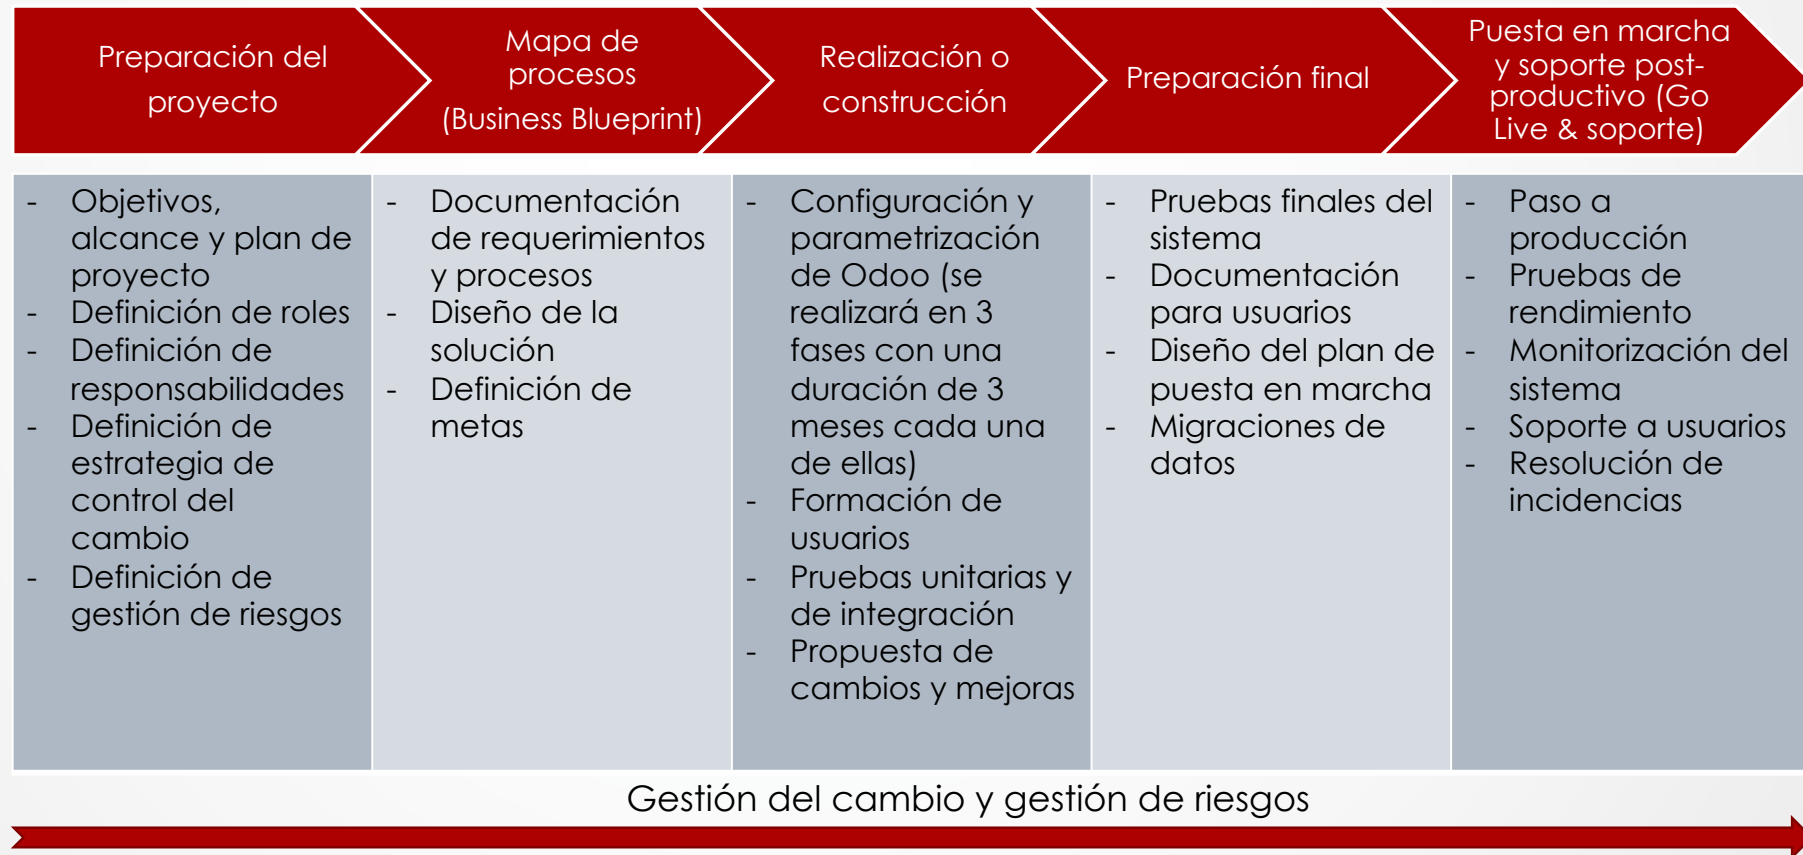 Preparación del
proyecto
Mapa de
procesos
(Business Blueprint)
Realización o
construcción
Preparación final
Puesta en marcha
y soporte post-
productivo (Go
Live & soporte)
- Objetivos,
alcance y plan de
proyecto
- Definición de roles
- Definición de
responsabilidades
- Definición de
estrategia de
control del
cambio
- Definición de
gestión de riesgos
- Documentación
de requerimientos
y procesos
- Diseño de la
solución
- Definición de
metas
- Configuración y
parametrización
de Odoo (se
realizará en 3
fases con una
duración de 3
meses cada una
de ellas)
- Formación de
usuarios
- Pruebas unitarias y
de integración
- Propuesta de
cambios y mejoras
- Pruebas finales del
sistema
- Documentación
para usuarios
- Diseño del plan de
puesta en marcha
- Migraciones de
datos
- Paso a
producción
- Pruebas de
rendimiento
- Monitorización del
sistema
- Soporte a usuarios
- Resolución de
incidencias
Gestión del cambio y gestión de riesgos